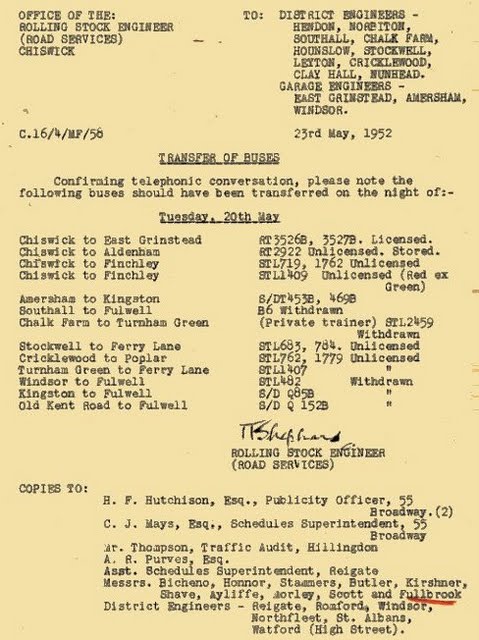 OFFICE OF THE: TO: DISTRICT ENGINEERS -
ROLLING STOCK ENGINEER HENDON, NORBITON,
(ROAD SERVICES) SOUTHALL, CHALK FARM,
CHISWICK HOUNSLOW, STOCKWELL,
LEYTON, CRICKLEWOOD,
CLAY HALL, NUNHEAD.
GARAGE ENGINEERS -
EAST GRINSTEAD, AMERSHAM,
WINDSOR.
C.16/4/MF/58 23rd May, 1952
TRANSFER OF BUSES
Confirming telephonic conversation, please note the
following buses should have been transferred on the night of:-
Tuesday, 20th May
Chiswick to East Grinstead RT3526B, 3527B. Licensed.
Chiswick to Aldenham RT2922 Unlicensed. Stored.
Chiswick to Finchley STL719, 1762 Unlicensed
Chiswick to Finchley STL1409 Unlicensed (Red ex
Green)
Amersham to Kingston S/DT453B, 469B
Southall to Fulwell B6 Withdrawn
Chalk Farm to Turnham Green (Private trainer) STL2459
Withdrawn
Stockwell to Ferry Lane STL683, 784. Unlicensed
Cricklewood to Poplar STL762, 1779 Unlicensed
Turnham Green to Ferry Lane STL1407 "
Windsor to Fulwell STL482 Withdrawn
Kingston to Fulwell S/D Q85B "
Old Kent Road to Fulwell S/D Q 152B "
ROLLING STOCK ENGINEER
(ROAD SERVICES)
COPIES TO:
H. F. Hutchison, Esq., Publicity Officer, 55
Broadway.(2)
C. J. Mays, Esq., Schedules Superintendent, 55
Broadway
Mr. Thompson, Traffic Audit, Hillingdon
A. R. Purves, Esq.
Asst. Schedules Superintendent, Reigate
Messrs. Bicheno, Honnor, Stammers, Butler, Kirshner,
Shave, Ayliffe, Morley, Scott and Fullbrook
District Engineers - Reigate, Romford, Windsor,
Northfleet, St. Albans,
Watford (High Street).